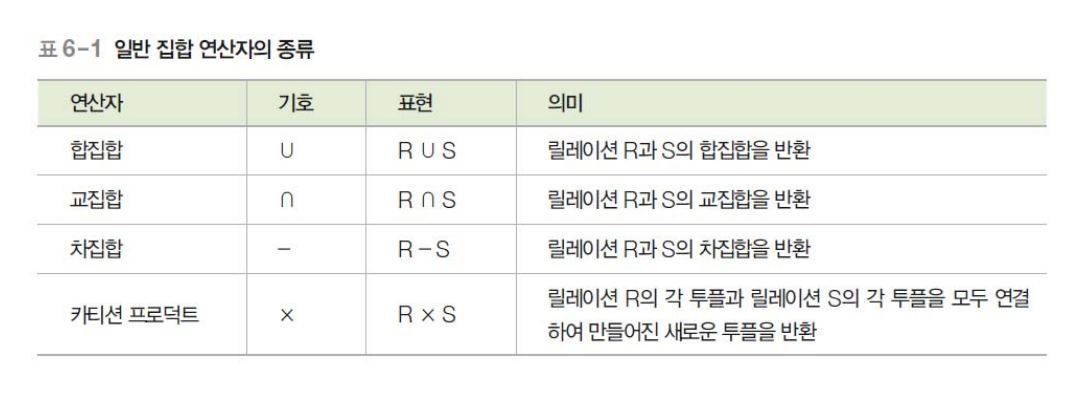 표 6-1 일반 집합 연산자의 종류
연산자 기호 표현 의미
합집합 ∪ R ∪ S 릴레이션 R과 S의 합집합을 반환
교집합 ∩ R ∩ S 릴레이션 R과 S의 교집합을 반환
차집합 - R - S 릴레이션 R과 S의 차집합을 반환
카티션 프로덕트 × R × S 릴레이션 R의 각 투플과 릴레이션 S의 각 투플을 모두 연결
하여 만들어진 새로운 투플을 반환